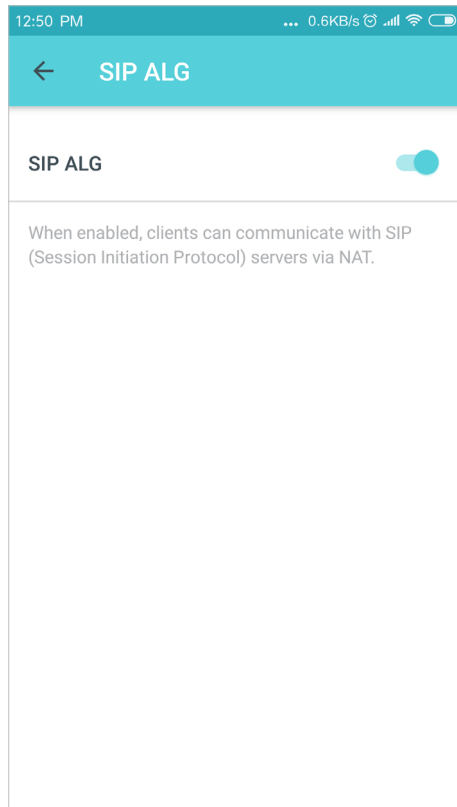 12:50 PM ... 0.6KB/s
SIP ALG
SIP ALG
When enabled, clients can communicate with SIP
(Session Initiation Protocol) servers via NAT.